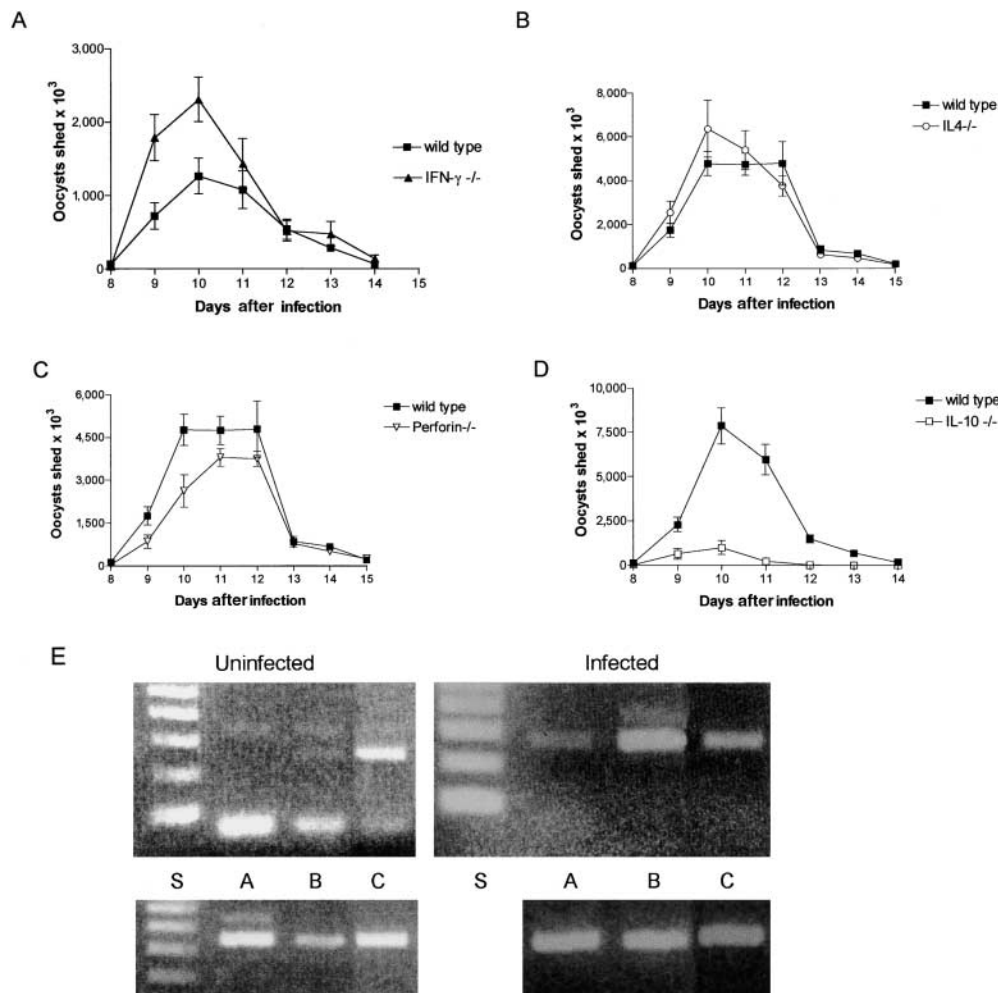 A
Oocysts shed x 10³
3,000
2,000
1,000
0
8 9 10 11 12 13 14 15
Days after infection
wild type
IFN-γ -/-
B
Oocysts shed x 10³
8,000
6,000
4,000
2,000
0
8 9 10 11 12 13 14 15
Days after infection
wild type
IL4-/-
C
Oocysts shed x 10³
6,000
4,500
3,000
1,500
0
8 9 10 11 12 13 14 15
Days after infection
wild type
Perforin-/-
D
Oocysts shed x 10³
10,000
7,500
5,000
2,500
0
8 9 10 11 12 13 14
Days after infection
wild type
IL-10 -/-
E
Uninfected
Infected
S A B C
S A B C